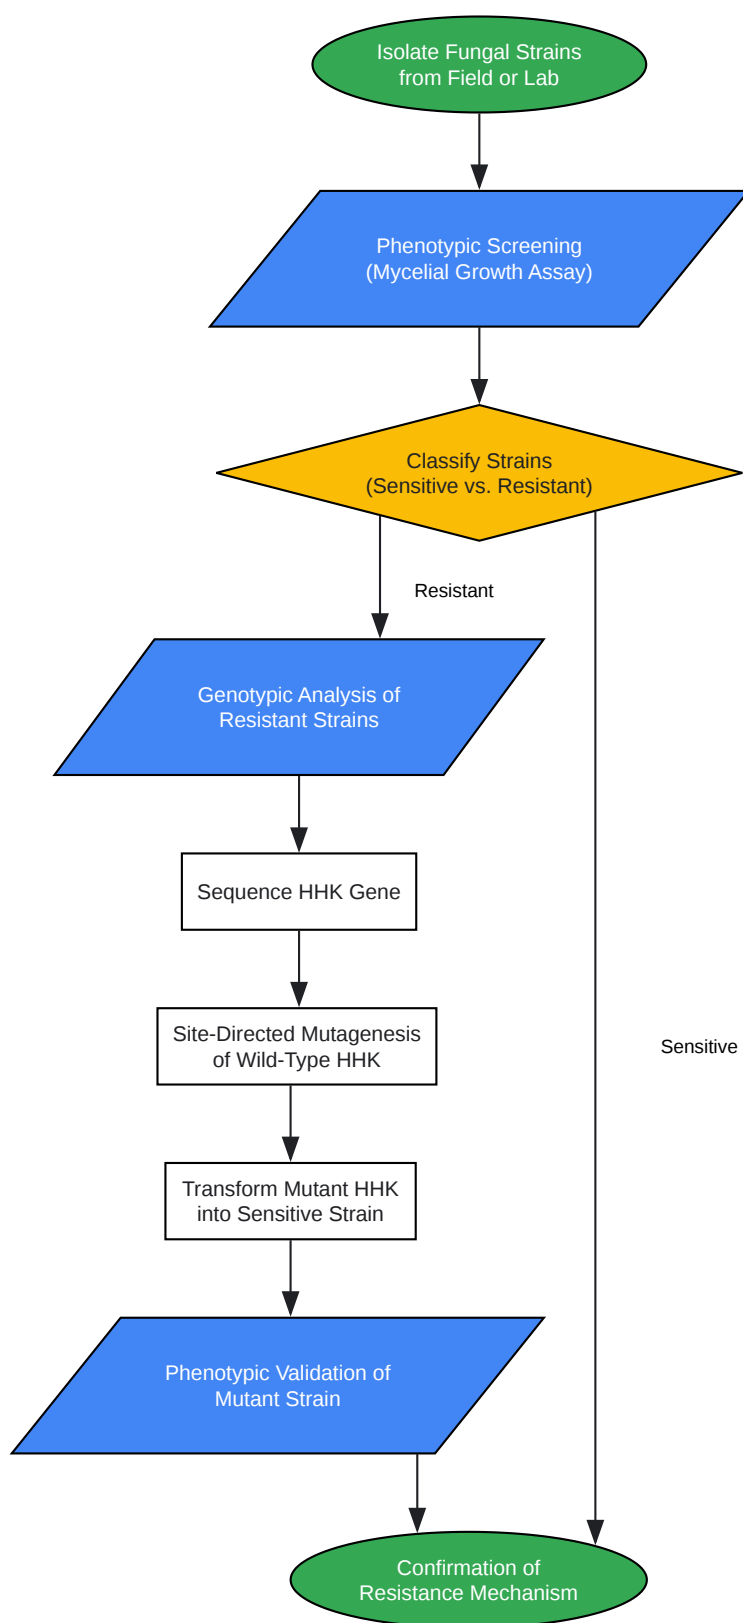 Isolate Fungal Strains
from Field or Lab
Phenotypic Screening
(Mycelial Growth Assay)
Classify Strains
(Sensitive vs. Resistant)
Resistant
Genotypic Analysis of
Resistant Strains
Sequence HHK Gene
Site-Directed Mutagenesis
of Wild-Type HHK
Sensitive
Transform Mutant HHK
into Sensitive Strain
Phenotypic Validation of
Mutant Strain
Confirmation of
Resistance Mechanism